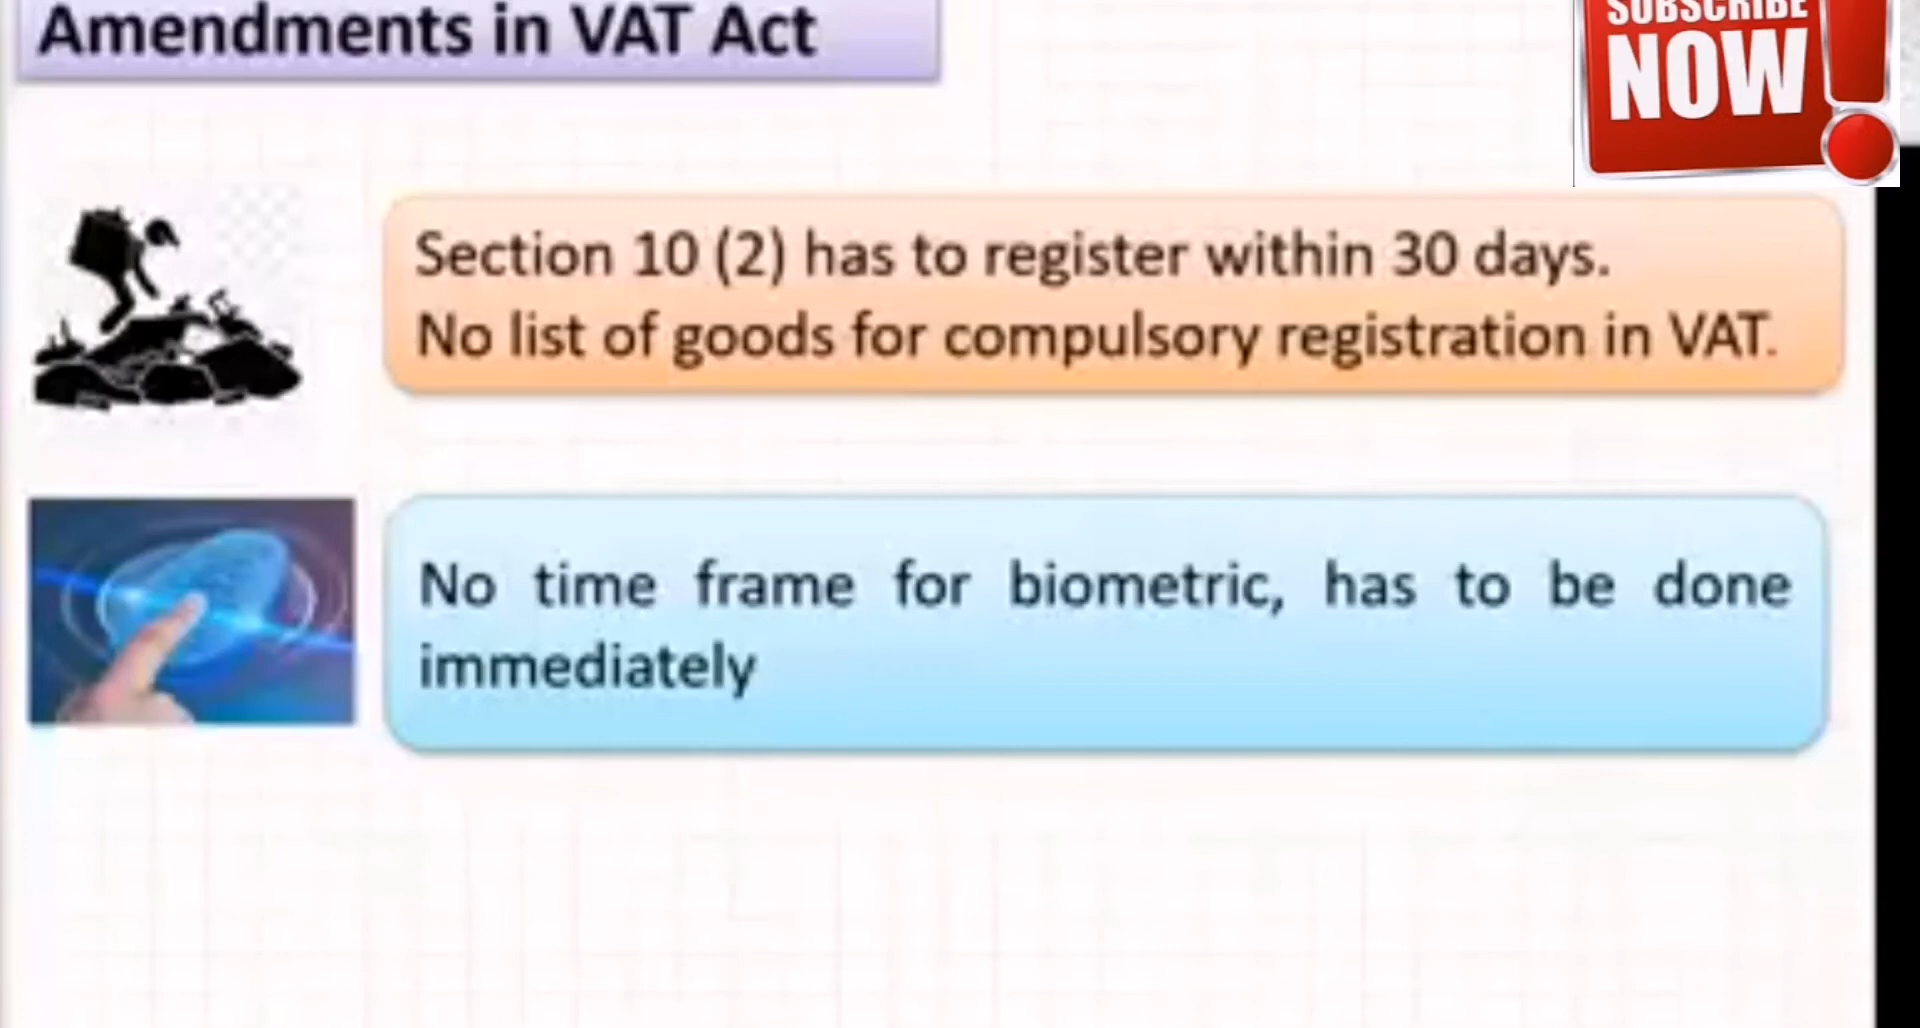 Amendments in VAT Act
SUBSCRIBE
NOW
Section 10 (2) has to register within 30 days.
No list of goods for compulsory registration in VAT.
No time frame for biometric, has to be done
immediately